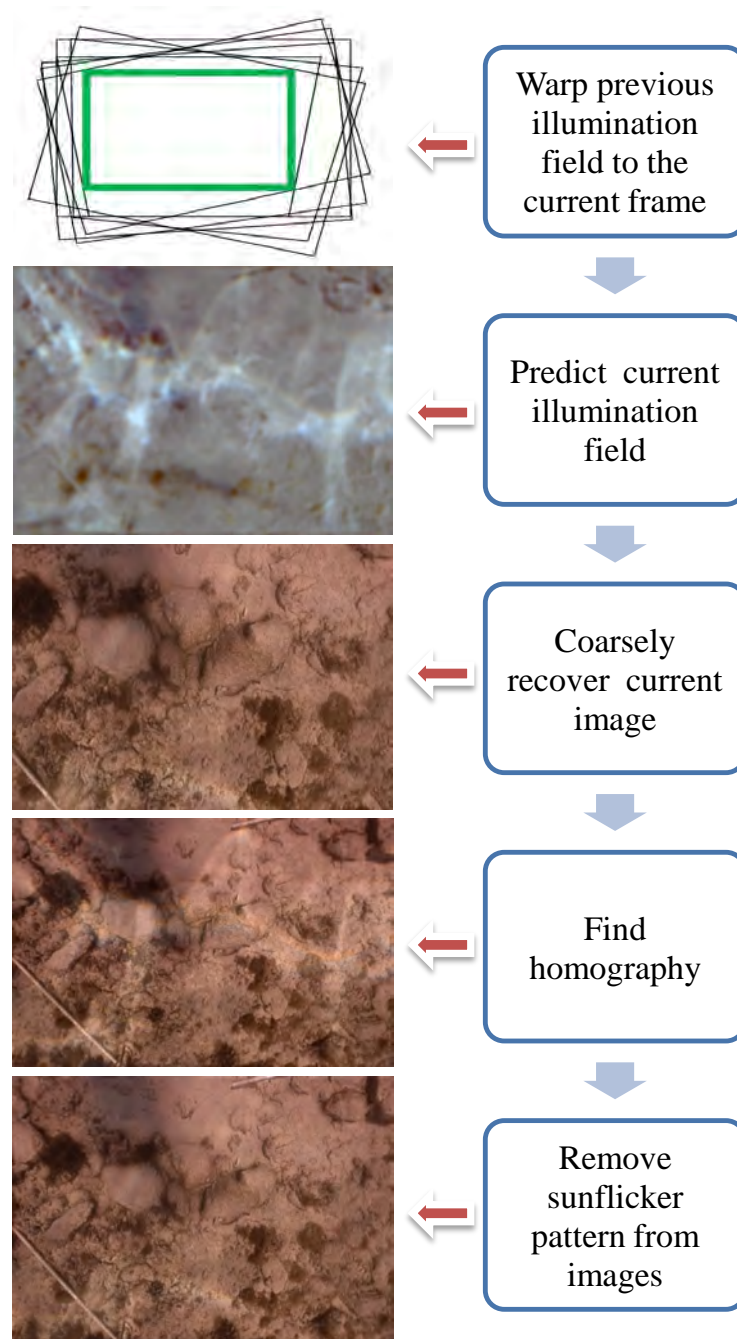 Warp previous
illumination
field to the
current frame
Predict current
illumination
field
Coarsely
recover current
image
Find
homography
Remove
sunflicker
pattern from
images